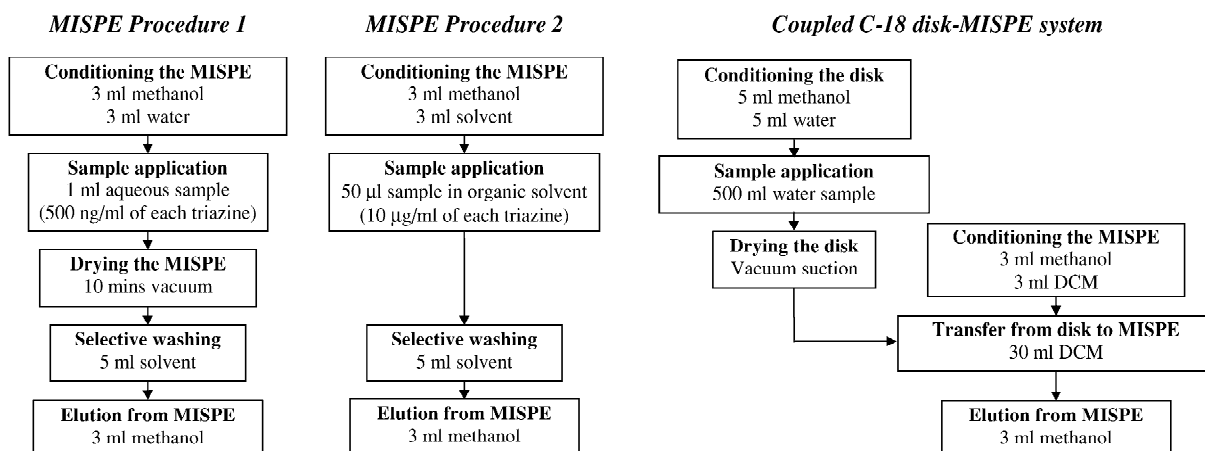 MISPE Procedure 1
Conditioning the MISPE
3 ml methanol
3 ml water
Sample application
1 ml aqueous sample
(500 ng/ml of each triazine)
Drying the MISPE
10 mins vacuum
Selective washing
5 ml solvent
Elution from MISPE
3 ml methanol
MISPE Procedure 2
Conditioning the MISPE
3 ml methanol
3 ml solvent
Sample application
50 µl sample in organic solvent
(10 µg/ml of each triazine)
Selective washing
5 ml solvent
Elution from MISPE
3 ml methanol
Coupled C-18 disk-MISPE system
Conditioning the disk
5 ml methanol
5 ml water
Sample application
500 ml water sample
Drying the disk
Vacuum suction
Conditioning the MISPE
3 ml methanol
3 ml DCM
Transfer from disk to MISPE
30 ml DCM
Elution from MISPE
3 ml methanol